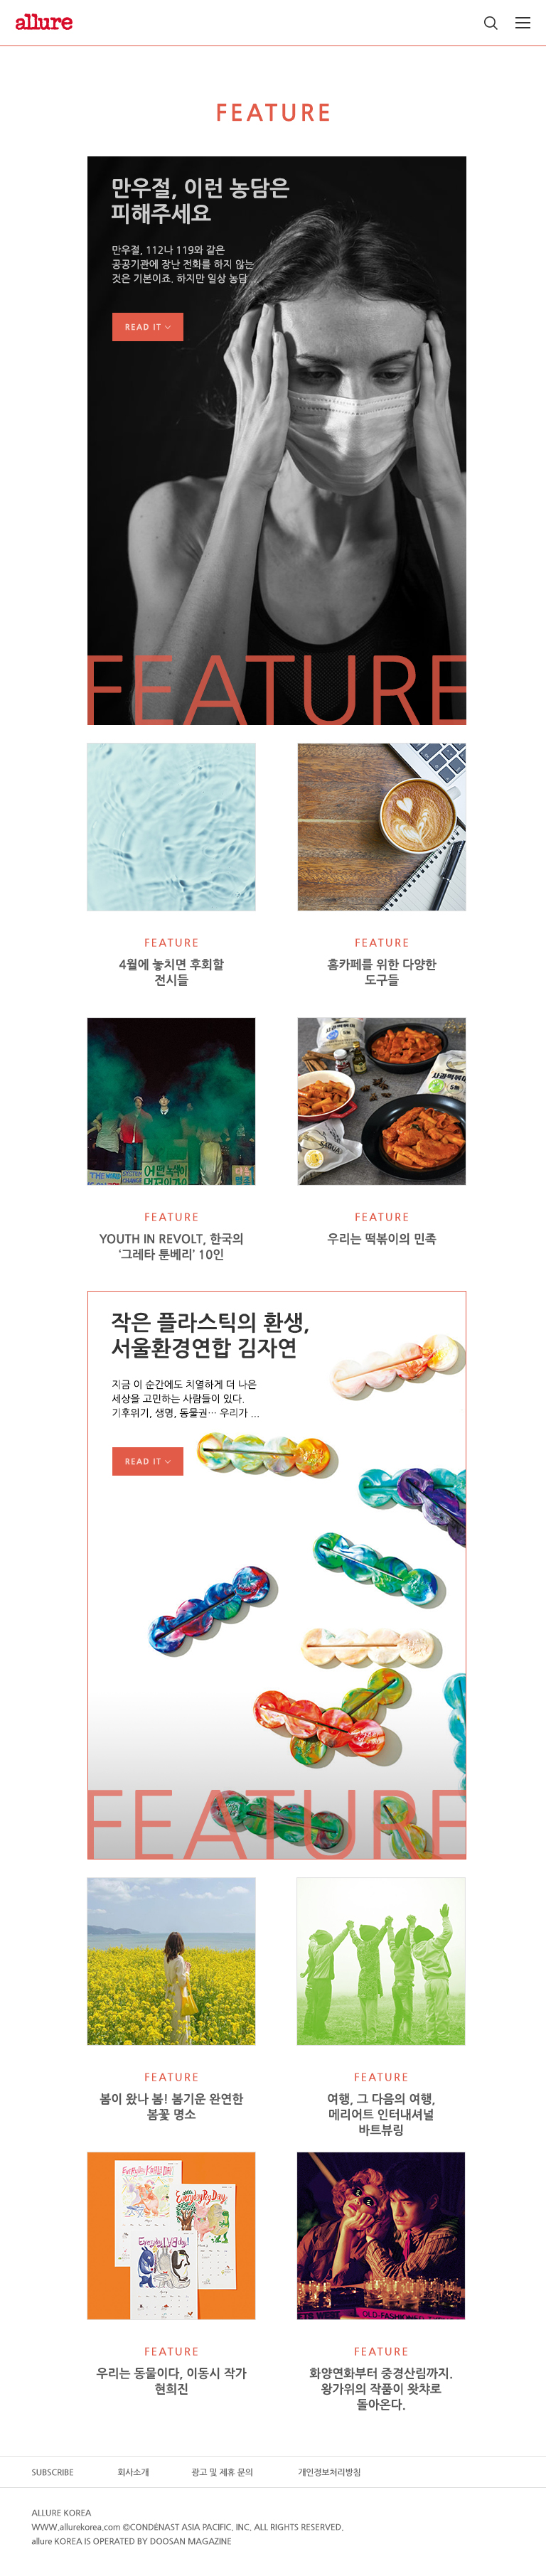 allure
FEATURE
만우절, 이런 농담은
피해주세요
만우절, 112나 119와 같은
공공기관에 장난 전화를 하지 않는
것은 기본이죠. 하지만 일상 농담...
READ IT
FEATURE
FEATURE
4월에 놓치면 후회할
전시들
FEATURE
홈카페를 위한 다양한
도구들
FEATURE
YOUTH IN REVOLT, 한국의
‘그레타 툰베리’ 10인
FEATURE
우리는 떡볶이의 민족
작은 플라스틱의 환생,
서울환경연합 김자연
지금 이 순간에도 치열하게 더 나은
세상을 고민하는 사람들이 있다.
기후위기, 생명, 동물권… 우리가 ...
READ IT
FEATURE
FEATURE
봄이 왔나 봄! 봄기운 완연한
봄꽃 명소
FEATURE
여행, 그 다음의 여행,
메리어트 인터내셔널
바트뷰링
FEATURE
우리는 동물이다, 이동시 작가
현희진
FEATURE
화양연화부터 중경산림까지.
왕가위의 작품이 왓챠로
돌아온다.
SUBSCRIBE 회사소개 광고 및 제휴 문의 개인정보처리방침
ALLURE KOREA
WWW.allurekorea.com ©CONDÉNAST ASIA PACIFIC, INC. ALL RIGHTS RESERVED.
allure KOREA IS OPERATED BY DOOSAN MAGAZINE